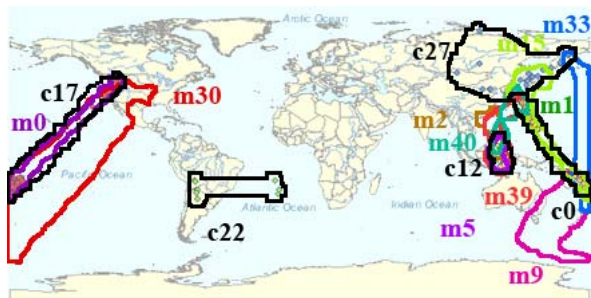 Arctic Ocean
m33
c27
m15
c17
m30
m0
m2
m1
m40
c12
Pacific Ocean
m39
c0
Atlantic Ocean
Indian Ocean
c22
m5
m9